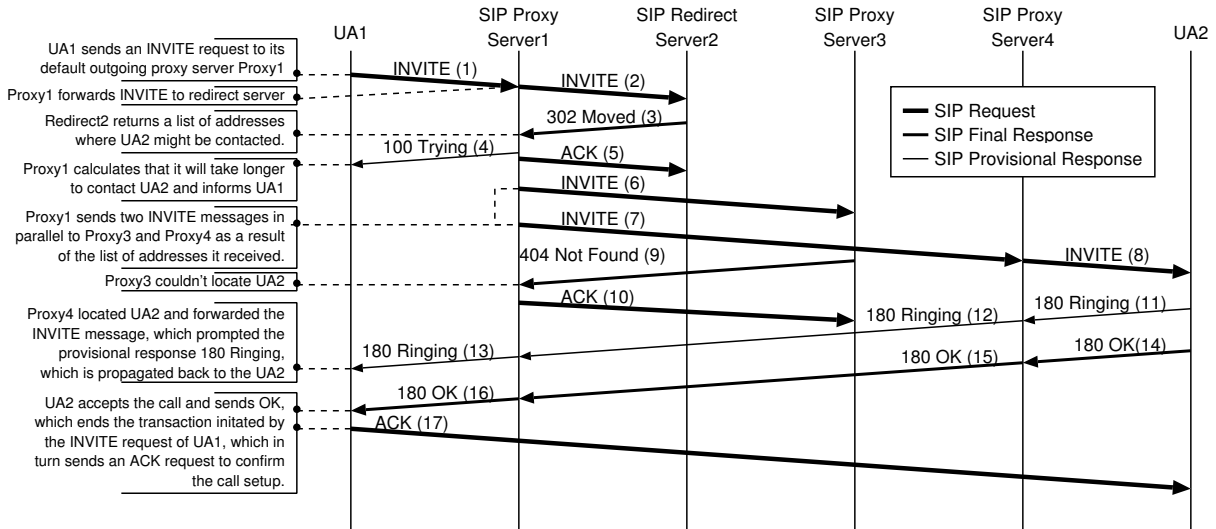 UA1
SIP Proxy
Server1
SIP Redirect
Server2
SIP Proxy
Server3
SIP Proxy
Server4
UA2
UA1 sends an INVITE request to its
default outgoing proxy server Proxy1
Proxy1 forwards INVITE to redirect server
Redirect2 returns a list of addresses
where UA2 might be contacted.
Proxy1 calculates that it will take longer
to contact UA2 and informs UA1
Proxy1 sends two INVITE messages in
parallel to Proxy3 and Proxy4 as a result
of the list of addresses it received.
Proxy3 couldn't locate UA2
Proxy4 located UA2 and forwarded the
INVITE message, which prompted the
provisional response 180 Ringing,
which is propagated back to the UA2
UA2 accepts the call and sends OK,
which ends the transaction initated by
the INVITE request of UA1, which in
turn sends an ACK request to confirm
the call setup.
INVITE (1)
INVITE (2)
302 Moved (3)
100 Trying (4)
ACK (5)
INVITE (6)
INVITE (7)
INVITE (8)
404 Not Found (9)
ACK (10)
180 Ringing (11)
180 Ringing (12)
180 Ringing (13)
180 OK(14)
180 OK (15)
180 OK (16)
ACK (17)
SIP Request
SIP Final Response
SIP Provisional Response